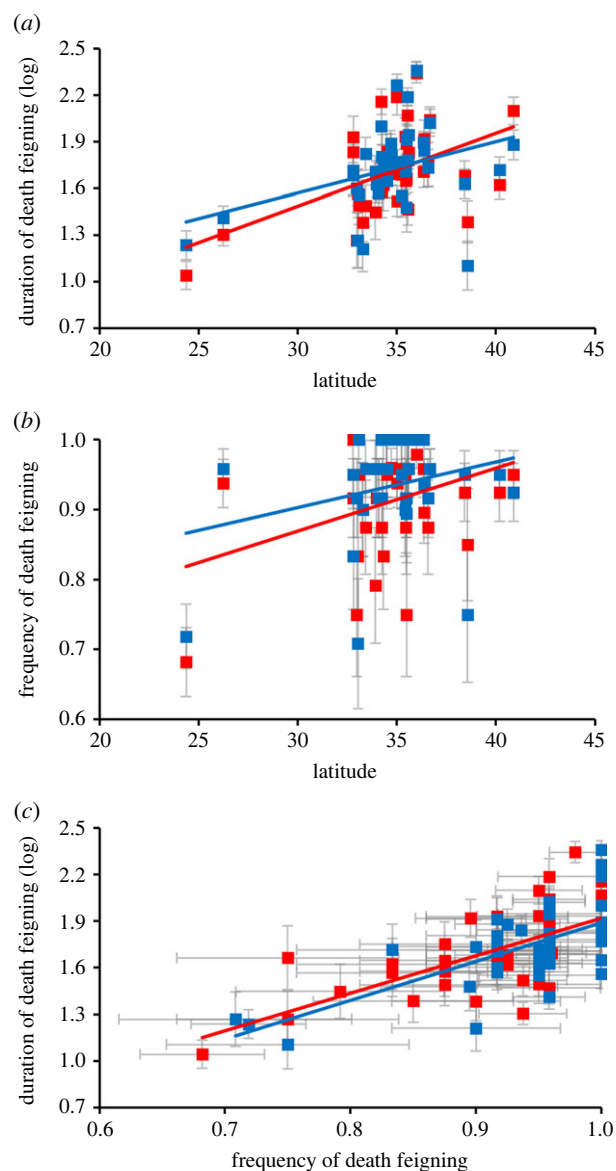 (a)
2.5
2.2
1.9
1.6
1.3
1.0
0.7
duration of death feigning (log)
20 25 30 35 40 45
latitude
(b)
1.0
0.9
0.8
0.7
0.6
frequency of death feigning
20 25 30 35 40 45
latitude
(c)
2.5
2.2
1.9
1.6
1.3
1.0
0.7
duration of death feigning (log)
0.6 0.7 0.8 0.9 1.0
frequency of death feigning